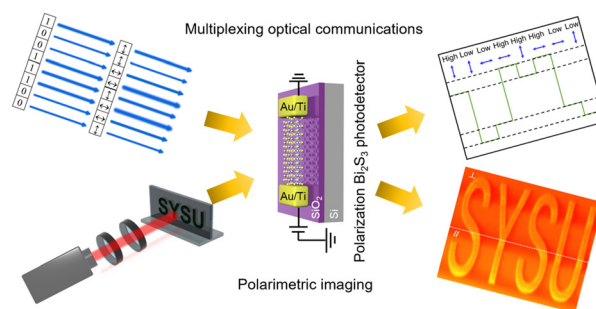 Multiplexing optical communications
1
0
0
1
1
1
0
0
High Low Low High High High Low Low
Au/Ti
Au/Ti
SiO2
Si
Polarization Bi2S3 photodetector
SYSU
⊥
//
SYSU
Polarimetric imaging